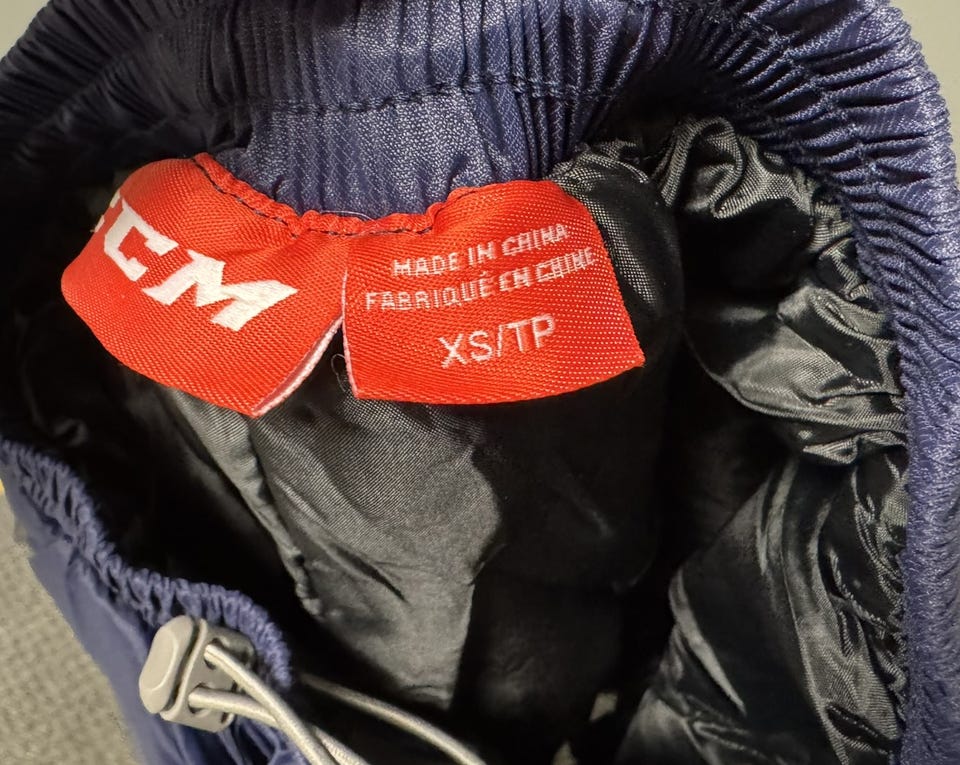 CCM
MADE IN CHINA
FABRIQUÉ EN CHINE
XS/TP